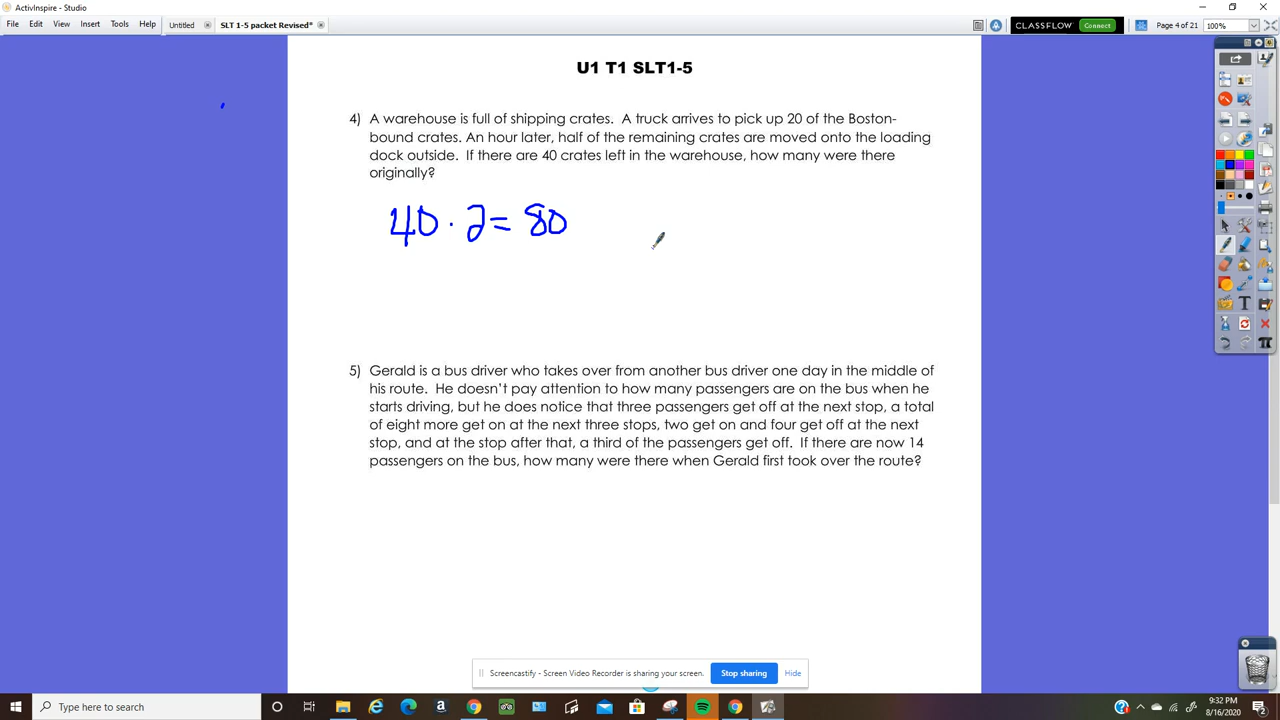 ActivInspire - Studio
File Edit View Insert Tools Help Untitled SLT 1-5 packet Revised* CLASSFLOW Connect Page 4 of 21 100%
U1 T1 SLT1-5
4) A warehouse is full of shipping crates. A truck arrives to pick up 20 of the Boston-
bound crates. An hour later, half of the remaining crates are moved onto the loading
dock outside. If there are 40 crates left in the warehouse, how many were there
originally?
40 · 2 = 80
5) Gerald is a bus driver who takes over from another bus driver one day in the middle of
his route. He doesn't pay attention to how many passengers are on the bus when he
starts driving, but he does notice that three passengers get off at the next stop, a total
of eight more get on at the next three stops, two get on and four get off at the next
stop, and at the stop after that, a third of the passengers get off. If there are now 14
passengers on the bus, how many were there when Gerald first took over the route?
Screencastify - Screen Video Recorder is sharing your screen. Stop sharing Hide
Type here to search
9:32 PM
8/16/2020
2